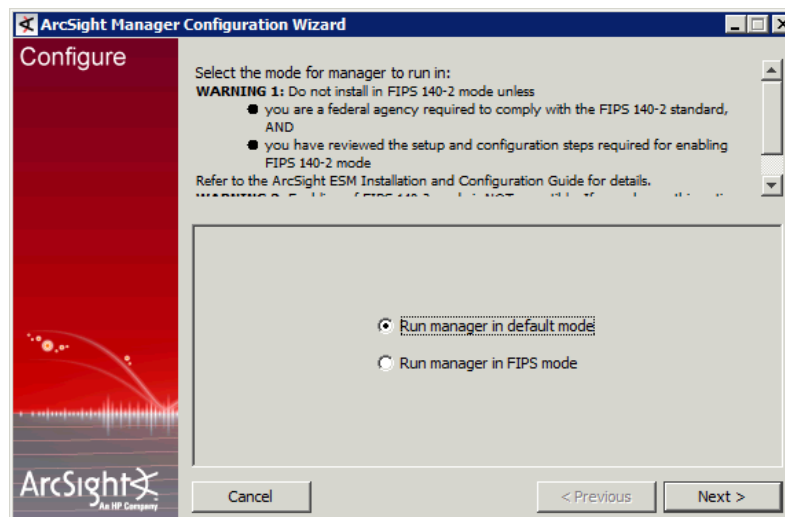 ArcSight Manager Configuration Wizard
Configure
Select the mode for manager to run in:
WARNING 1: Do not install in FIPS 140-2 mode unless
you are a federal agency required to comply with the FIPS 140-2 standard,
AND
you have reviewed the setup and configuration steps required for enabling
FIPS 140-2 mode
Refer to the ArcSight ESM Installation and Configuration Guide for details.
Run manager in default mode
Run manager in FIPS mode
ArcSight
An HP Company
Cancel
< Previous
Next >